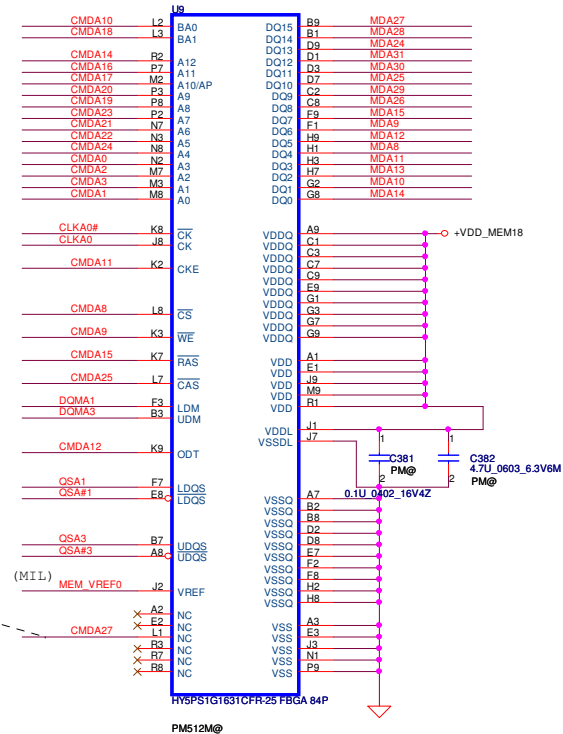 U9
CMDA10 L2 BA0 DQ15 B9 MDA27
CMDA18 L3 BA1 DQ14 B1 MDA28
DQ13 D9 MDA24
CMDA14 R2 A12 DQ12 D1 MDA31
CMDA16 P7 A11 DQ11 D3 MDA30
CMDA17 M2 A10/AP DQ10 D7 MDA25
CMDA20 P3 A9 DQ9 C2 MDA29
CMDA19 P8 A8 DQ8 C8 MDA26
CMDA23 P2 A7 DQ7 F9 MDA15
CMDA21 N7 A6 DQ6 F1 MDA9
CMDA22 N3 A5 DQ5 H9 MDA12
CMDA24 N8 A4 DQ4 H1 MDA8
CMDA0 N2 A3 DQ3 H3 MDA11
CMDA2 M7 A2 DQ2 H7 MDA13
CMDA3 M3 A1 DQ1 G2 MDA10
CMDA1 M8 A0 DQ0 G8 MDA14
CLKA0# K8 CK VDDQ A9 +VDD_MEM18
CLKA0 J8 CK VDDQ C1
VDDQ C3
CMDA11 K2 CKE VDDQ C7
VDDQ C9
VDDQ E9
VDDQ G1
CMDA8 L8 CS VDDQ G3
VDDQ G7
CMDA9 K3 WE VDDQ G9
CMDA15 K7 RAS VDD A1
VDD E1
CMDA25 L7 CAS VDD J9
VDD M9
DQMA1 F3 LDM VDD R1
DQMA3 B3 UDM
VDDL J1
VSSDL J7
1 1
CMDA12 K9 ODT C381 C382
PM@ 4.7U_0603_6.3V6M
2 2 PM@
QSA1 F7 LDQS 0.1U_0402_16V4Z
QSA#1 E8 LDQS VSSQ A7
VSSQ B2
VSSQ B8
VSSQ D2
QSA3 B7 UDQS VSSQ D8
QSA#3 A8 UDQS VSSQ E7
VSSQ F2
(MIL) VSSQ F8
MEM_VREF0 J2 VREF VSSQ H2
VSSQ H8
A2 NC
E2 NC VSS A3
CMDA27 L1 NC VSS E3
R3 NC VSS J3
R7 NC VSS N1
R8 NC VSS P9
HY5PS1G1631CFR-25 FBGA 84P
PM512M@